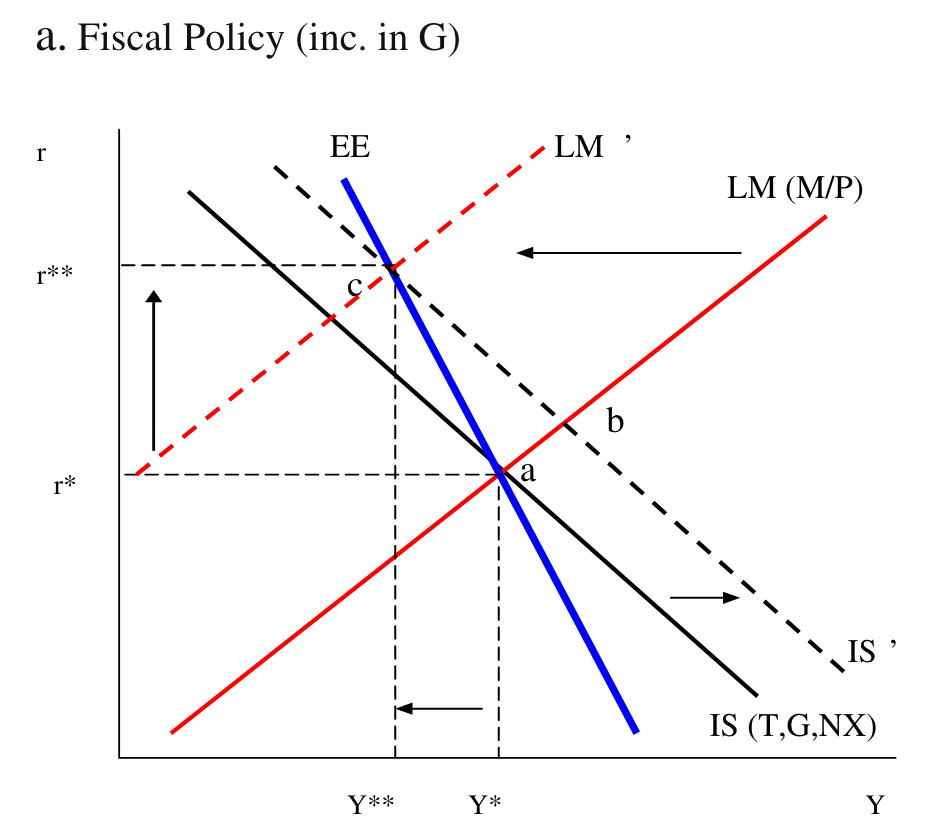 a. Fiscal Policy (inc. in G)
EE
LM ’
r
LM (M/P)
r**
c
b
a
r*
IS ’
IS (T,G,NX)
Y**
Y*
Y